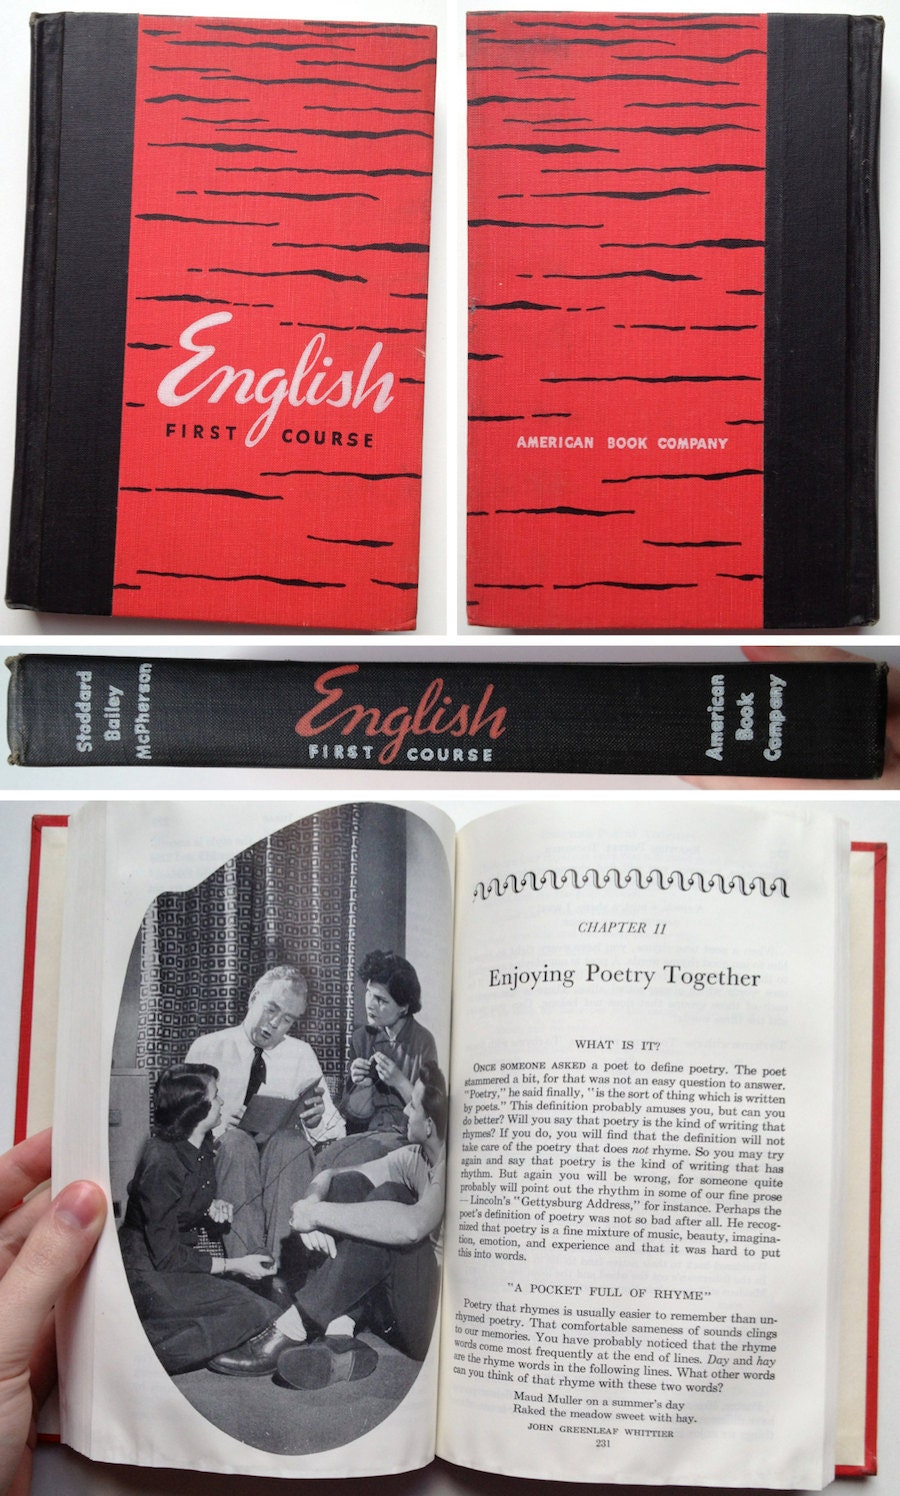 English
FIRST COURSE
AMERICAN BOOK COMPANY
Stoddard
Bailey
McPherson
English
FIRST COURSE
American
Book
Company
CHAPTER 11
Enjoying Poetry Together
WHAT IS IT?
ONCE SOMEONE ASKED a poet to define poetry. The poet
stammered a bit, for that was not an easy question to answer.
"Poetry," he said finally, "is the sort of thing which is written
by poets." This definition probably amuses you, but can you
do better? Will you say that poetry is the kind of writing that
rhymes? If you do, you will find that the definition will not
take care of the poetry that does not rhyme. So you may try
again and say that poetry is the kind of writing that has
rhythm. But again you will be wrong, for someone quite
probably will point out the rhythm in some of our fine prose
—Lincoln's "Gettysburg Address," for instance. Perhaps the
poet's definition of poetry was not so bad after all. He recog-
nized that poetry is a fine mixture of music, beauty, imagina-
tion, emotion, and experience and that it was hard to put
this into words.
"A POCKET FULL OF RHYME"
Poetry that rhymes is usually easier to remember than un-
rhymed poetry. That comfortable sameness of sounds clings
to our memories. You have probably noticed that the rhyme
words come most frequently at the end of lines. Day and hay
are the rhyme words in the following lines. What other words
can you think of that rhyme with these two words?
Maud Muller on a summer's day
Raked the meadow sweet with hay.
JOHN GREENLEAF WHITTIER
231